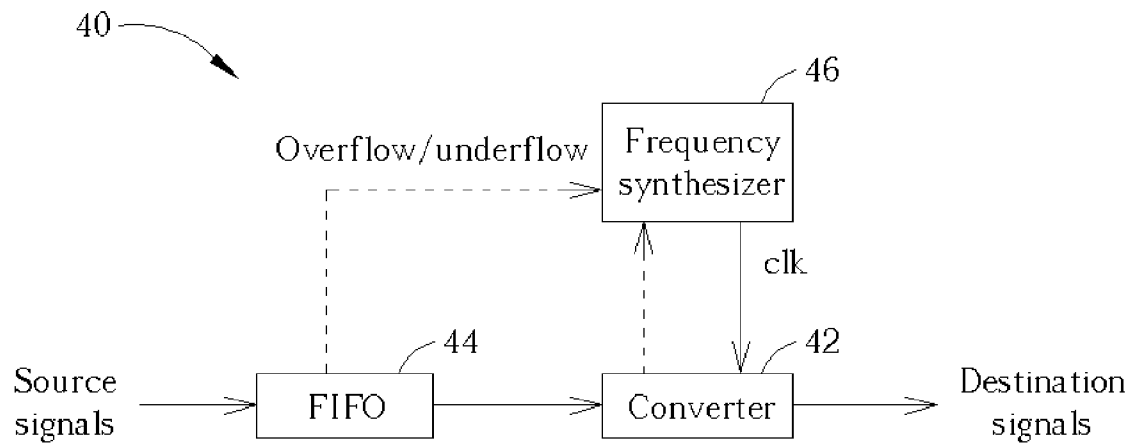 40
46
Overflow/underflow
Frequency
synthesizer
clk
44
42
Source
signals
FIFO
Converter
Destination
signals